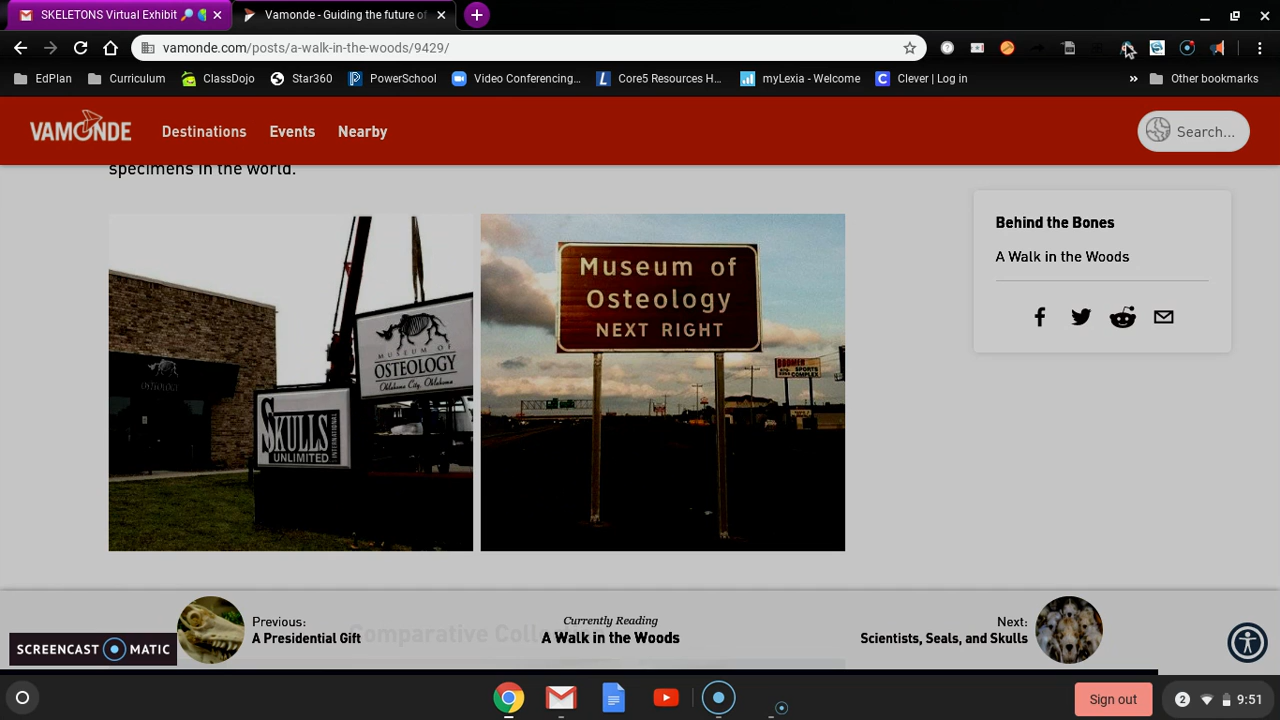 SKELETONS Virtual Exhibit
Vamonde - Guiding the future of
vamonde.com/posts/a-walk-in-the-woods/9429/
EdPlan
Curriculum
ClassDojo
Star360
PowerSchool
Video Conferencing...
Core5 Resources H...
myLexia - Welcome
Clever | Log in
Other bookmarks
VAMONDE
Destinations
Events
Nearby
Search...
specimens in the world.
MUSEUM OF
OSTEOLOGY
Oklahoma City, Oklahoma
SKULLS
UNLIMITED
INTERNATIONAL
Museum of
Osteology
NEXT RIGHT
BOOMER
SPORTS
COMPLEX
Behind the Bones
A Walk in the Woods
Previous:
A Presidential Gift
Currently Reading
A Walk in the Woods
Next:
Scientists, Seals, and Skulls
SCREENCAST O MATIC
Sign out
2
9:51